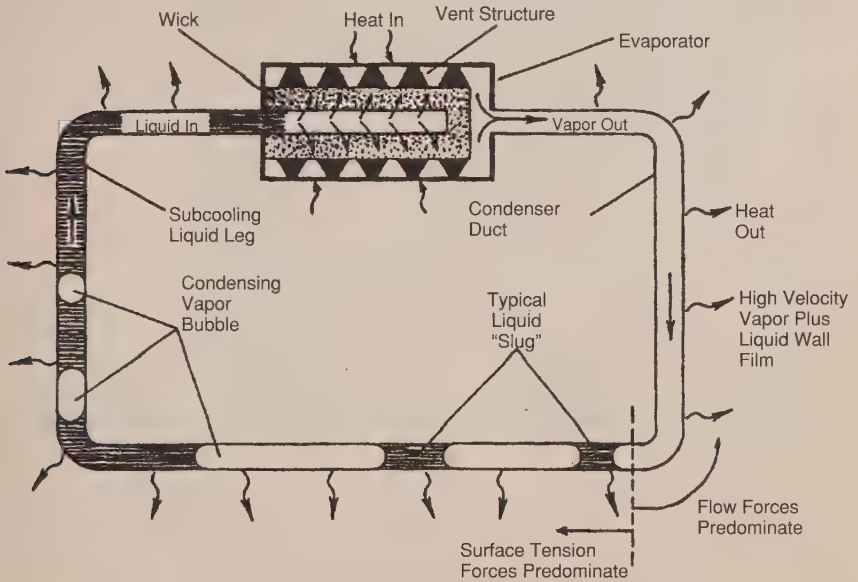 Wick
Heat In
Vent Structure
Evaporator
Liquid In
Vapor Out
Subcooling
Liquid Leg
Condenser
Duct
Heat
Out
Condensing
Vapor
Bubble
Typical
Liquid
"Slug"
High Velocity
Vapor Plus
Liquid Wall
Film
Flow Forces
Predominate
Surface Tension
Forces Predominate